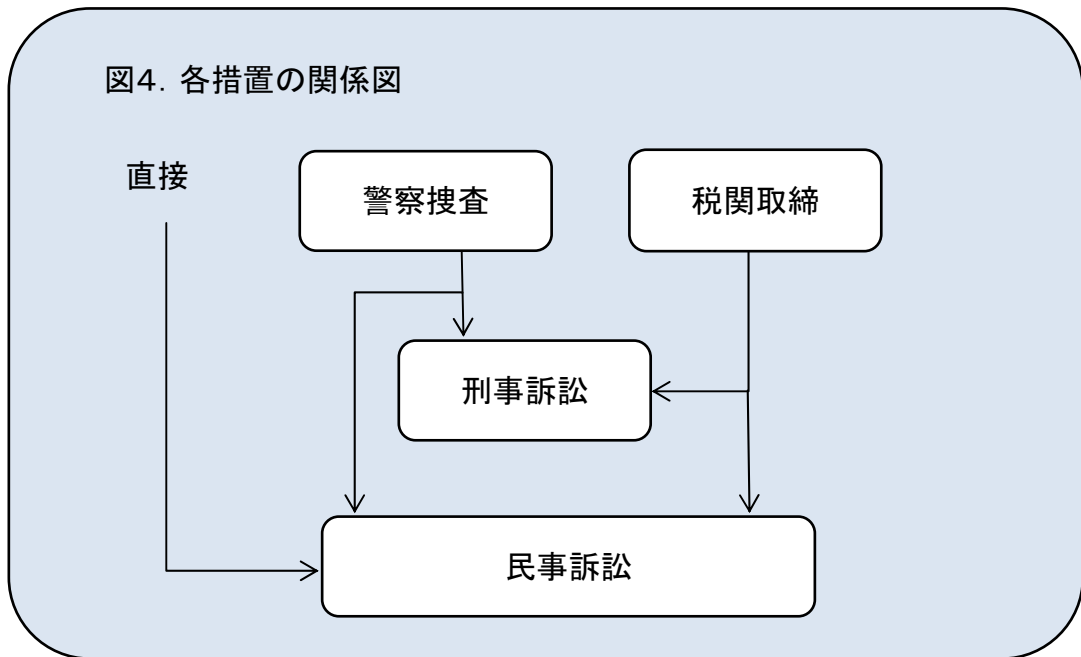 図4．各措置の関係図
直接
警察捜査
税関取締
刑事訴訟
民事訴訟